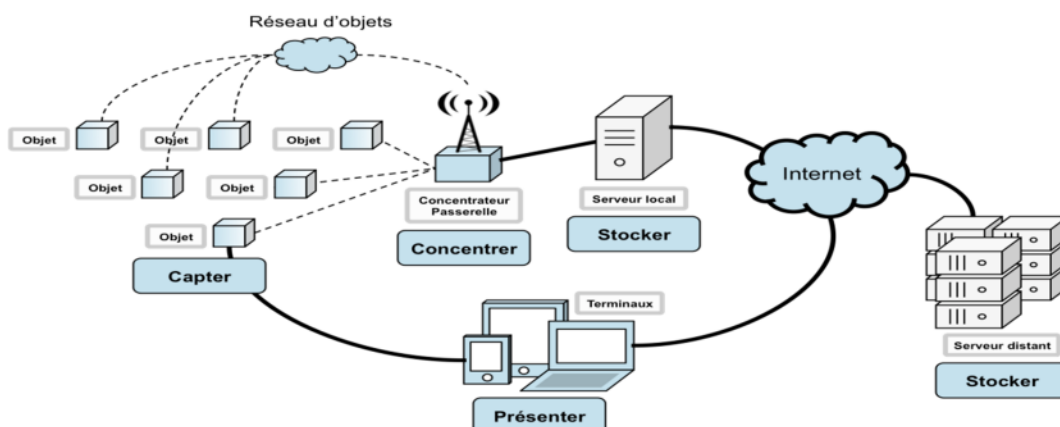 Réseau d'objets
Objet
Objet
Objet
Objet
Objet
Objet
Capter
Concentrateur
Passerelle
Concentrer
Serveur local
Stocker
Internet
Terminaux
Présenter
Serveur distant
Stocker